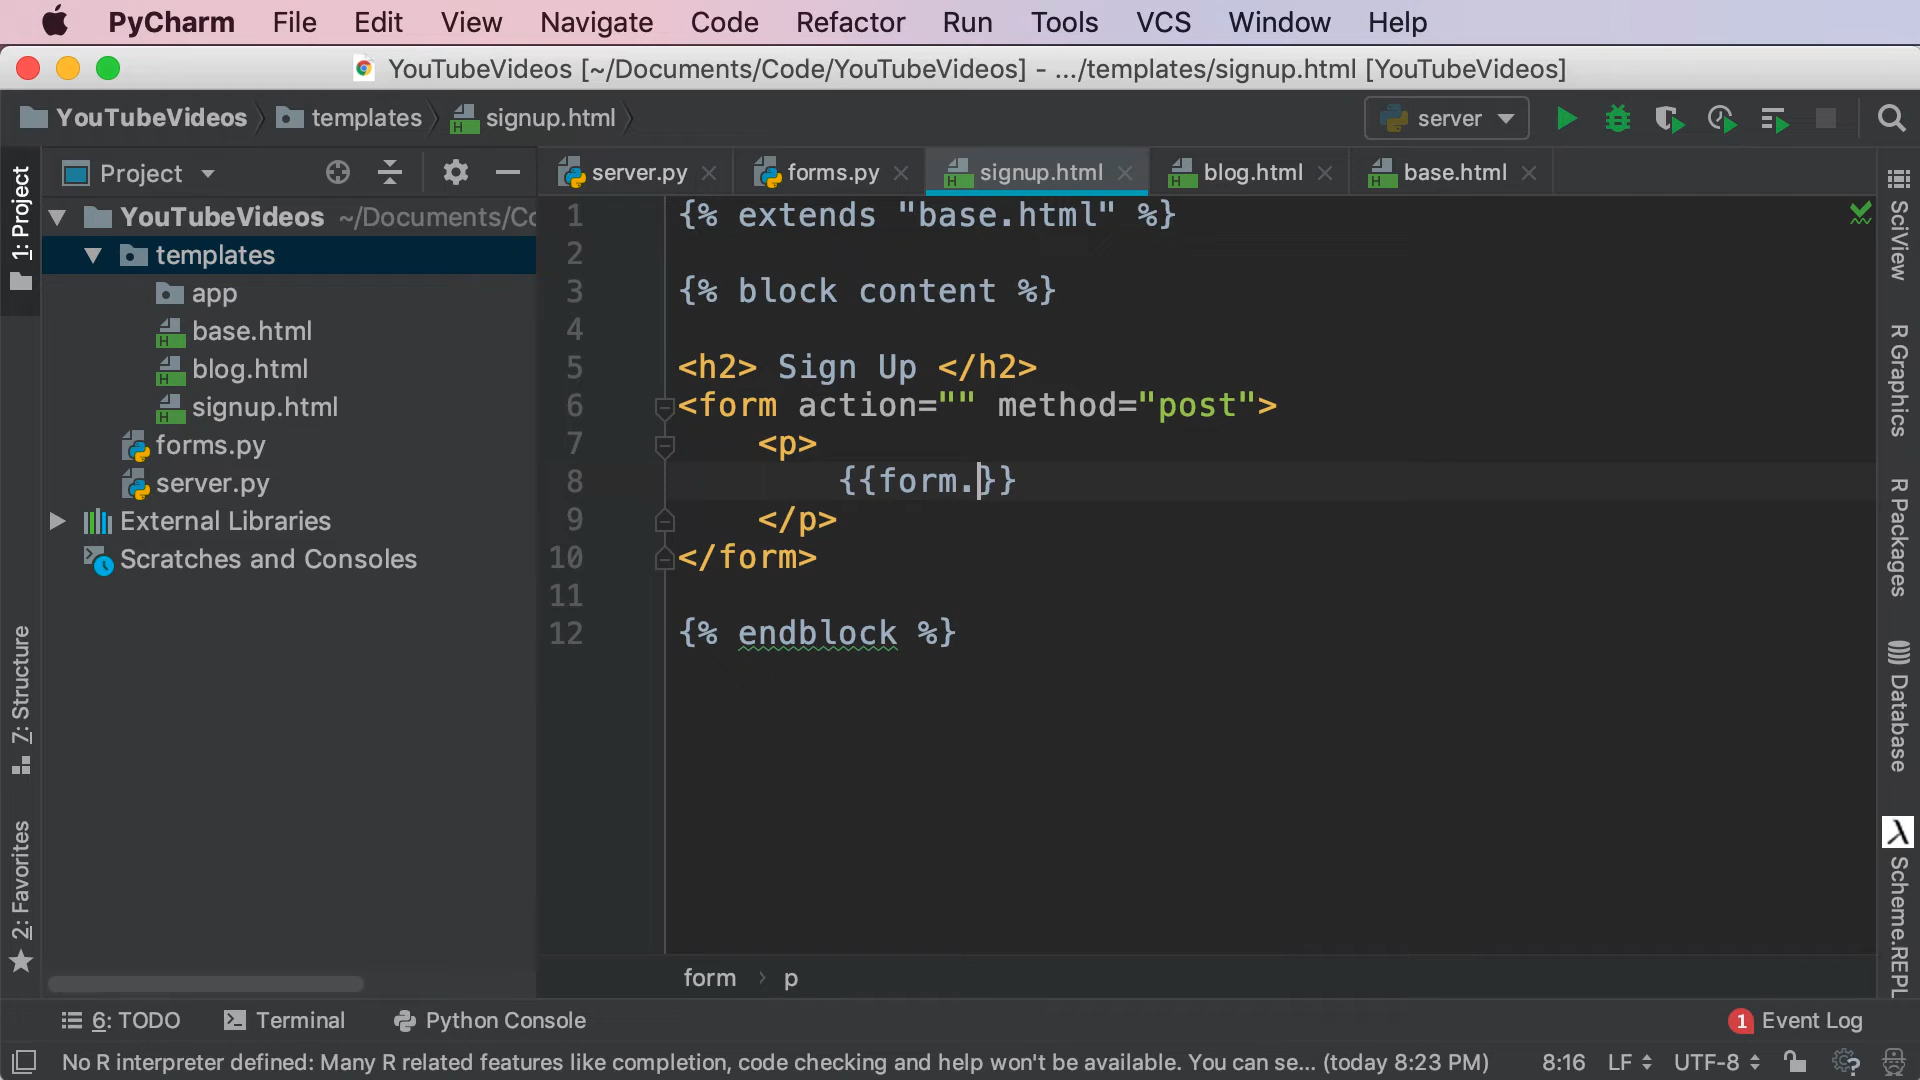 PyCharm File Edit View Navigate Code Refactor Run Tools VCS Window Help
YouTubeVideos [~/Documents/Code/YouTubeVideos] - .../templates/signup.html [YouTubeVideos]
YouTubeVideos templates signup.html server
Project server.py forms.py signup.html blog.html base.html
YouTubeVideos ~/Documents/Co
templates
app
base.html
blog.html
signup.html
forms.py
server.py
External Libraries
Scratches and Consoles
1: Project
7: Structure
2: Favorites
1 {% extends "base.html" %}
2
3 {% block content %}
4
5 <h2> Sign Up </h2>
6 <form action="" method="post">
7 <p>
8 {{form.}}
9 </p>
10 </form>
11
12 {% endblock %}
form › p
SciView
R Graphics
R Packages
Database
Scheme.REPL
6: TODO Terminal Python Console 1 Event Log
No R interpreter defined: Many R related features like completion, code checking and help won't be available. You can se... (today 8:23 PM) 8:16 LF UTF-8